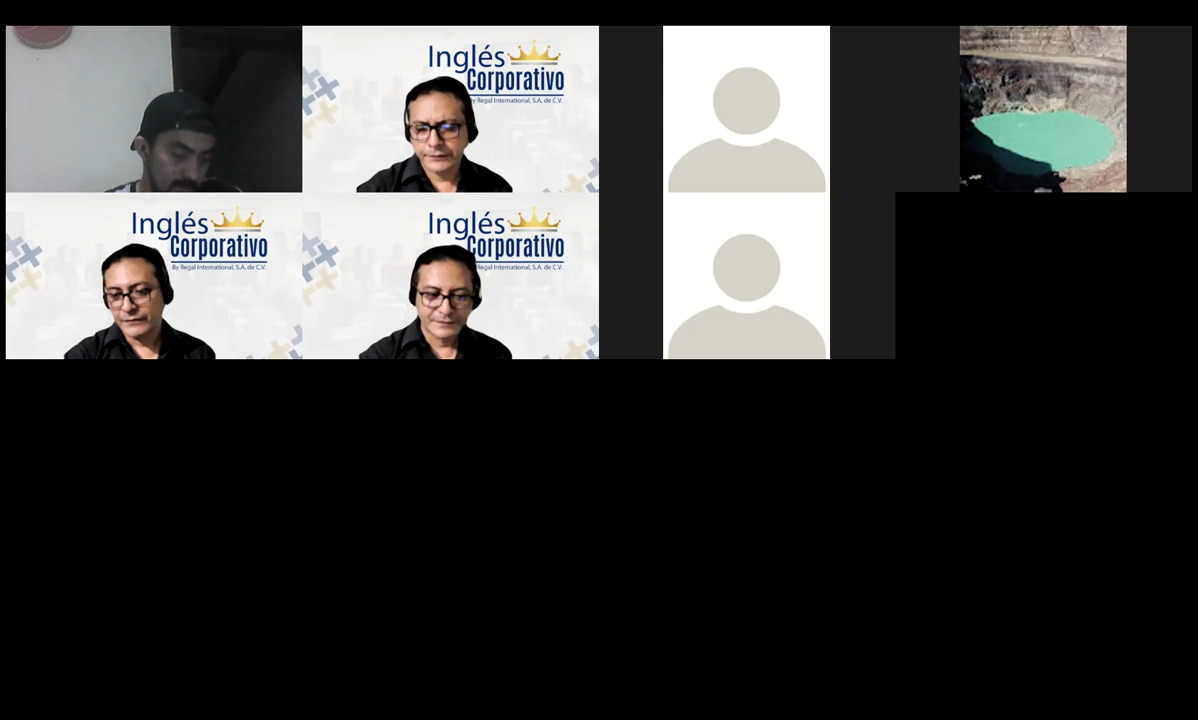 Inglés
Corporativo
By Regal International, S.A. de C.V.
Inglés
Corporativo
By Regal International, S.A. de C.V.
Inglés
Corporativo
Regal International, S.A. de C.V.